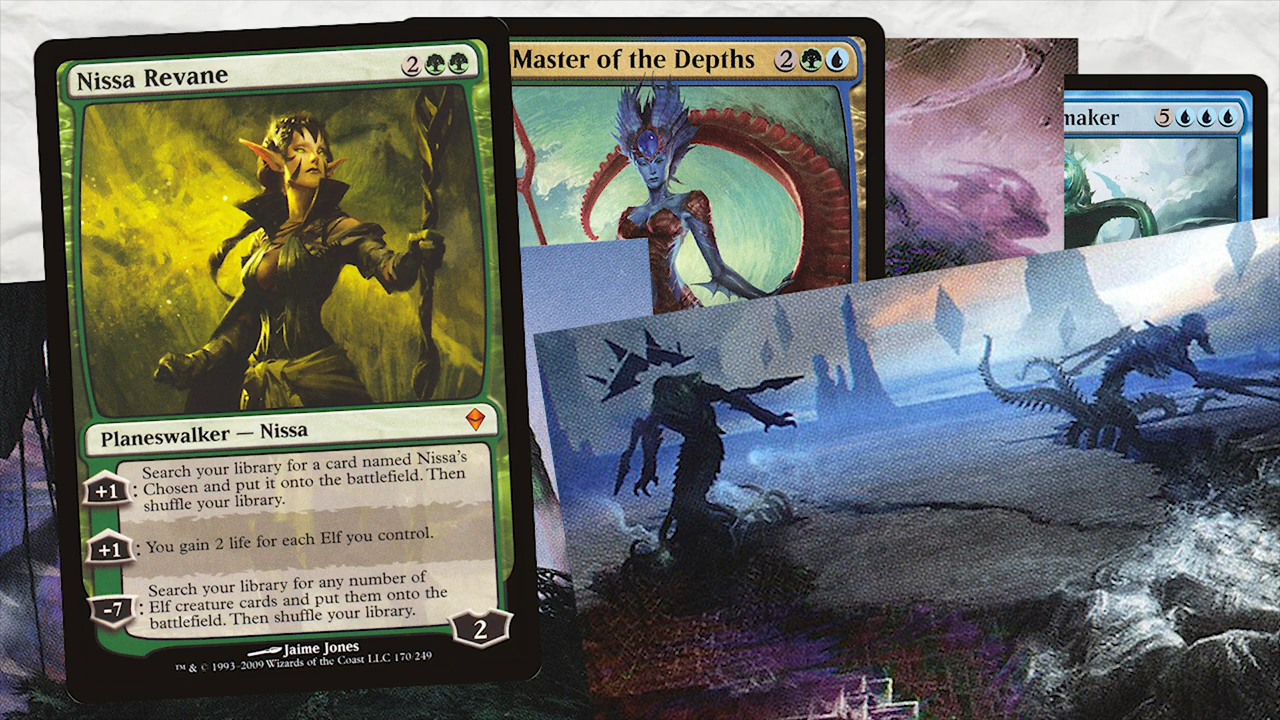 Nissa Revane 2
Planeswalker — Nissa
+1 : Search your library for a card named Nissa's
Chosen and put it onto the battlefield. Then
shuffle your library.
+1 : You gain 2 life for each Elf you control.
-7 : Search your library for any number of
Elf creature cards and put them onto the
battlefield. Then shuffle your library.
2
Jaime Jones
™ & © 1993-2009 Wizards of the Coast LLC 170/249
Master of the Depths 2
maker 5